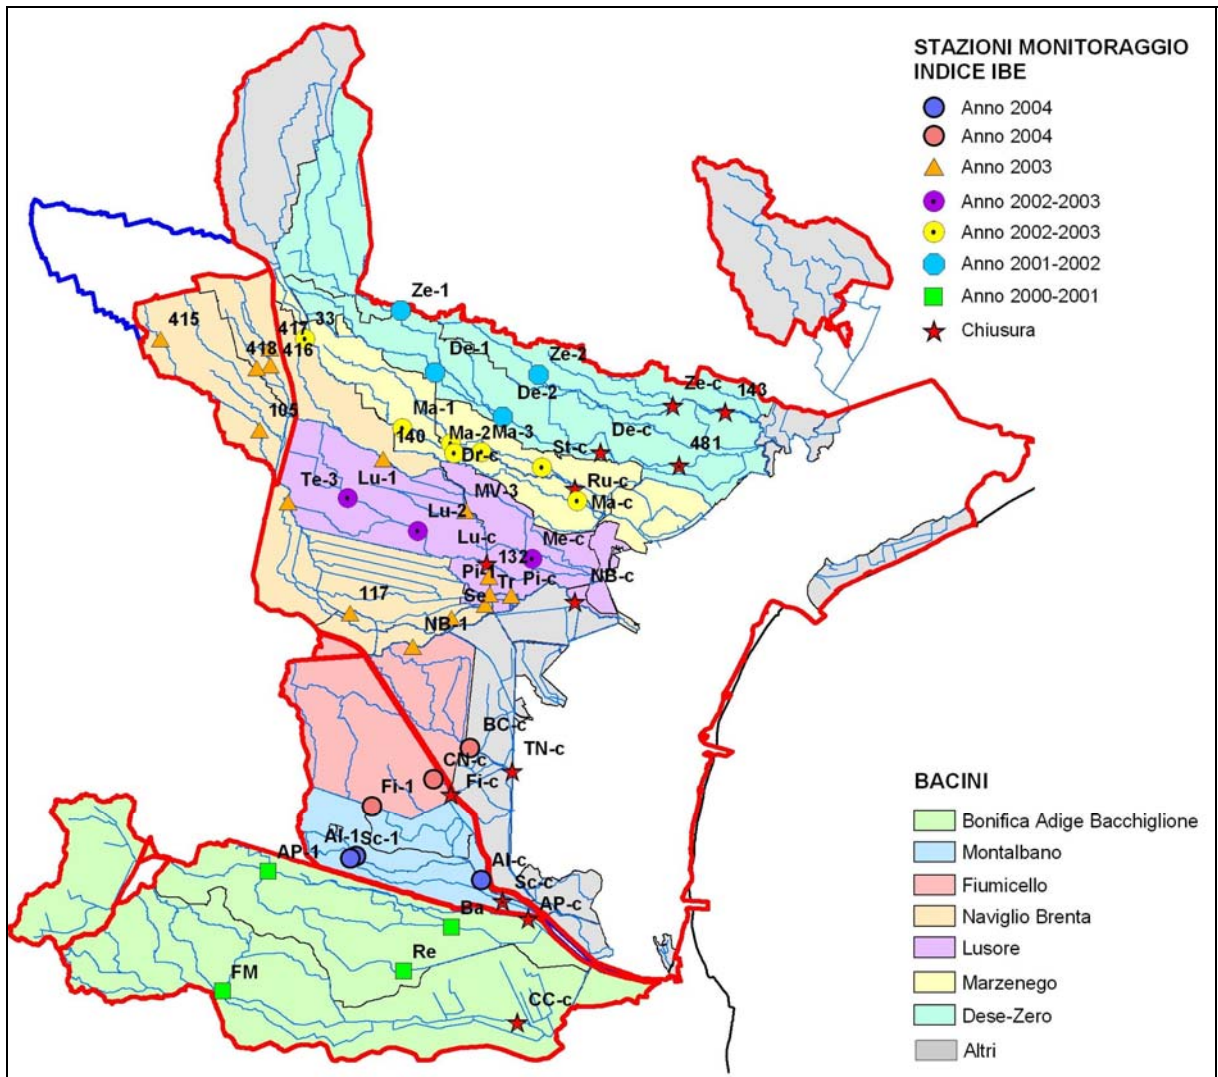 STAZIONI MONITORAGGIO
INDICE IBE
Anno 2004
Anno 2004
Anno 2003
Anno 2002-2003
Anno 2002-2003
Anno 2001-2002
Anno 2000-2001
Chiusura
Ze-1
415
417
33
418
416
De-1
Ze-2
De-2
Ze-c
143
105
Ma-1
140
Ma-2
Ma-3
Dr-c
St-c
De-c
481
Te-3
Lu-1
MV-3
Ru-c
Ma-c
Lu-2
Lu-c
Me-c
132
Pi-1
Tr
Pi-c
NB-c
Se
117
NB-1
BC-c
TN-c
CN-c
Fi-c
Fi-1
Al-1
Sc-1
AP-1
Al-c
Sc-c
AP-c
Ba
Re
FM
CC-c
BACINI
Bonifica Adige Bacchiglione
Montalbano
Fiumicello
Naviglio Brenta
Lusore
Marzenego
Dese-Zero
Altri